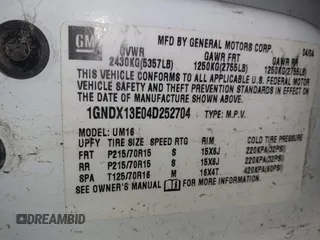 GM MFD BY GENERAL MOTORS CORP. 04/04
GVWR GAWR FRT GAWR RR
2430KG(5357LB) 1250KG(2755LB) 1250KG(2755LB)
THIS VEHICLE CONFORMS TO ALL APPLICABLE U.S. FEDERAL MOTOR
VEHICLE SAFETY AND THEFT PREVENTION STANDARDS IN EFFECT ON
THE DATE OF MANUFACTURE SHOWN ABOVE.
1GNDX13E04D252704 TYPE: M.P.V.
MODEL: UM16
UPFY TIRE SIZE SPEED RTG RIM COLD TIRE PRESSURE
FRT P215/70R15 S 15X6J 220KPA(32PSI)
RR P215/70R15 S 15X6J 220KPA(32PSI)
SPA T125/70R16 M 16X4T 420KPA(60PSI)
SEE OWNER'S MANUAL FOR ADDITIONAL INFORMATION.
DREAMBID